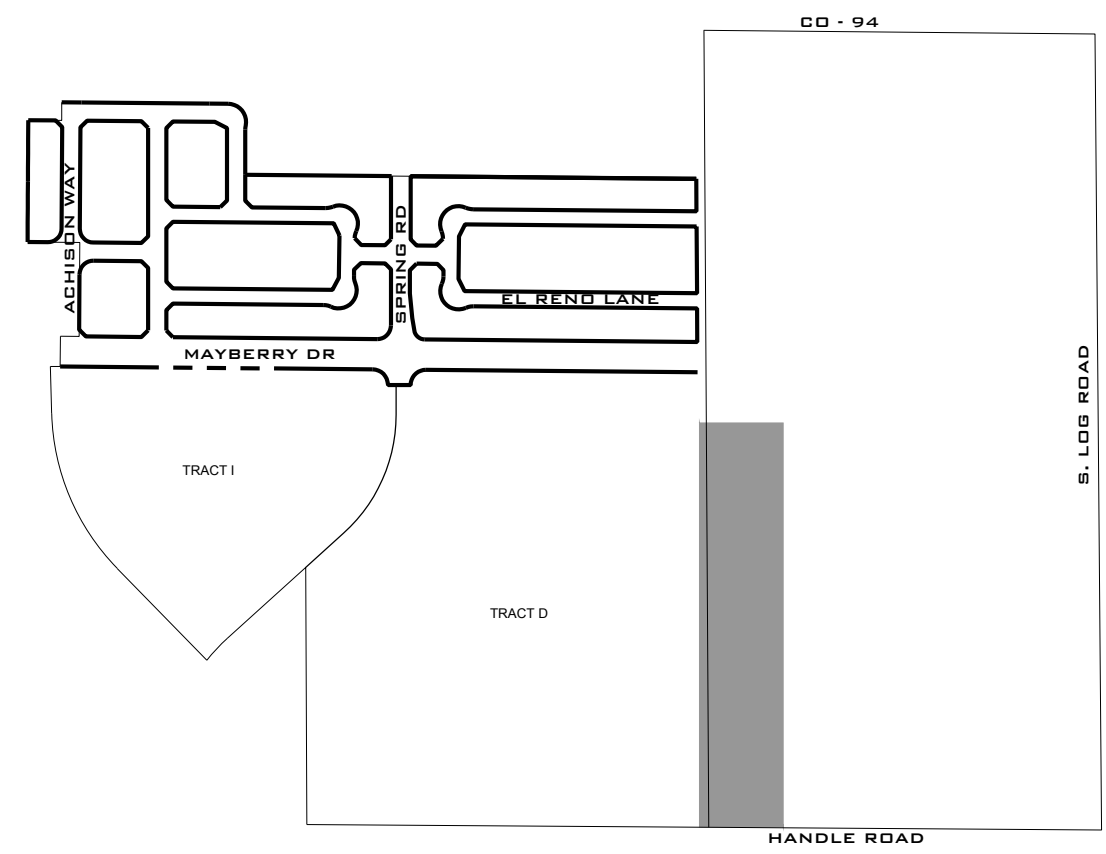 CO - 94
ACHISON WAY
SPRING RD
EL RENO LANE
MAYBERRY DR
S. LOG ROAD
TRACT I
TRACT D
HANDLE ROAD